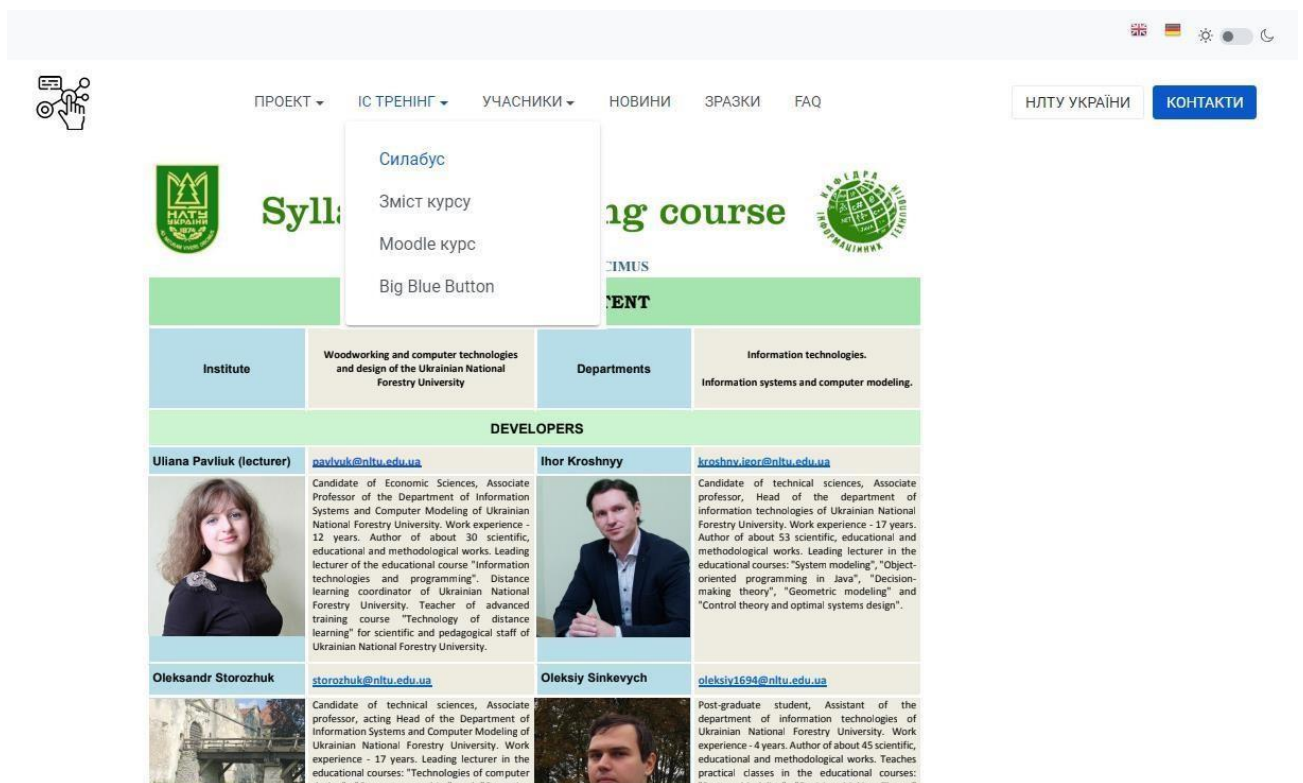 ПРОЕКТ ІС ТРЕНІНГ УЧАСНИКИ НОВИНИ ЗРАЗКИ FAQ НЛТУ УКРАЇНИ КОНТАКТИ
Силабус
Зміст курсу
Moodle курс
Big Blue Button
НЛТУ
УКРАЇНИ
1874
КАФЕДРА
ІНФОРМАЦІЙНИХ
course
CIMUS
Institute
Woodworking and computer technologies
and design of the Ukrainian National
Forestry University
Departments
Information technologies.
Information systems and computer modeling.
DEVELOPERS
Uliana Pavliuk (lecturer)
pavlyuk@nltu.edu.ua
Candidate of Economic Sciences, Associate
Professor of the Department of Information
Systems and Computer Modeling of Ukrainian
National Forestry University. Work experience -
12 years. Author of about 30 scientific,
educational and methodological works. Leading
lecturer of the educational course "Information
technologies and programming". Distance
learning coordinator of Ukrainian National
Forestry University. Teacher of advanced
training course "Technology of distance
learning" for scientific and pedagogical staff of
Ukrainian National Forestry University.
Ihor Kroshnyy
kroshny.igor@nltu.edu.ua
Candidate of technical sciences, Associate
professor, Head of the department of
information technologies of Ukrainian National
Forestry University. Work experience - 17 years.
Author of about 53 scientific, educational and
methodological works. Leading lecturer in the
educational courses: "System modeling", "Object-
oriented programming in Java", "Decision-
making theory", "Geometric modeling" and
"Control theory and optimal systems design".
Oleksandr Storozhuk
storozhuk@nltu.edu.ua
Candidate of technical sciences, Associate
professor, acting Head of the Department of
Information Systems and Computer Modeling of
Ukrainian National Forestry University. Work
experience - 17 years. Leading lecturer in the
educational courses: "Technologies of computer
Oleksiy Sinkevych
oleksiy1694@nltu.edu.ua
Post-graduate student, Assistant of the
department of information technologies of
Ukrainian National Forestry University. Work
experience - 4 years. Author of about 45 scientific,
educational and methodological works. Teaches
practical classes in the educational courses: